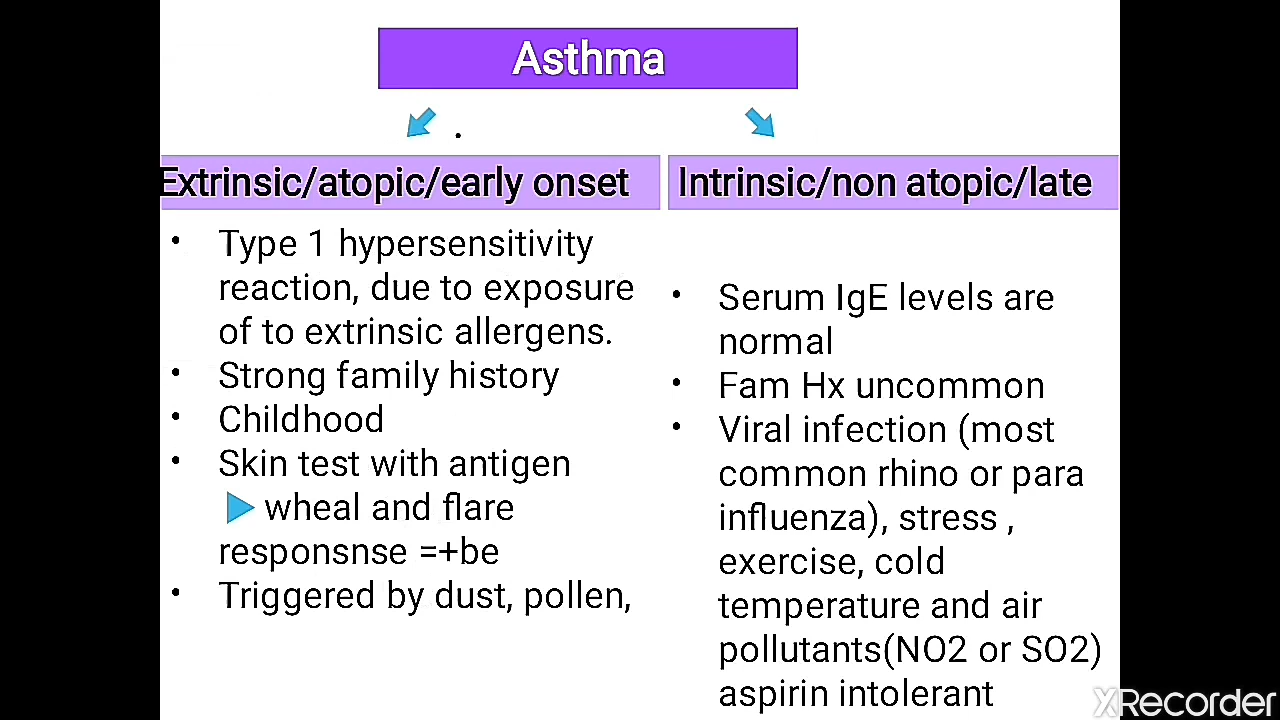 Asthma
Extrinsic/atopic/early onset
• Type 1 hypersensitivity
reaction, due to exposure
of to extrinsic allergens.
• Strong family history
• Childhood
• Skin test with antigen
wheal and flare
responsnse =+be
• Triggered by dust, pollen,
Intrinsic/non atopic/late
• Serum IgE levels are
normal
• Fam Hx uncommon
• Viral infection (most
common rhino or para
influenza), stress ,
exercise, cold
temperature and air
pollutants(NO2 or SO2)
aspirin intolerant
XRecorder